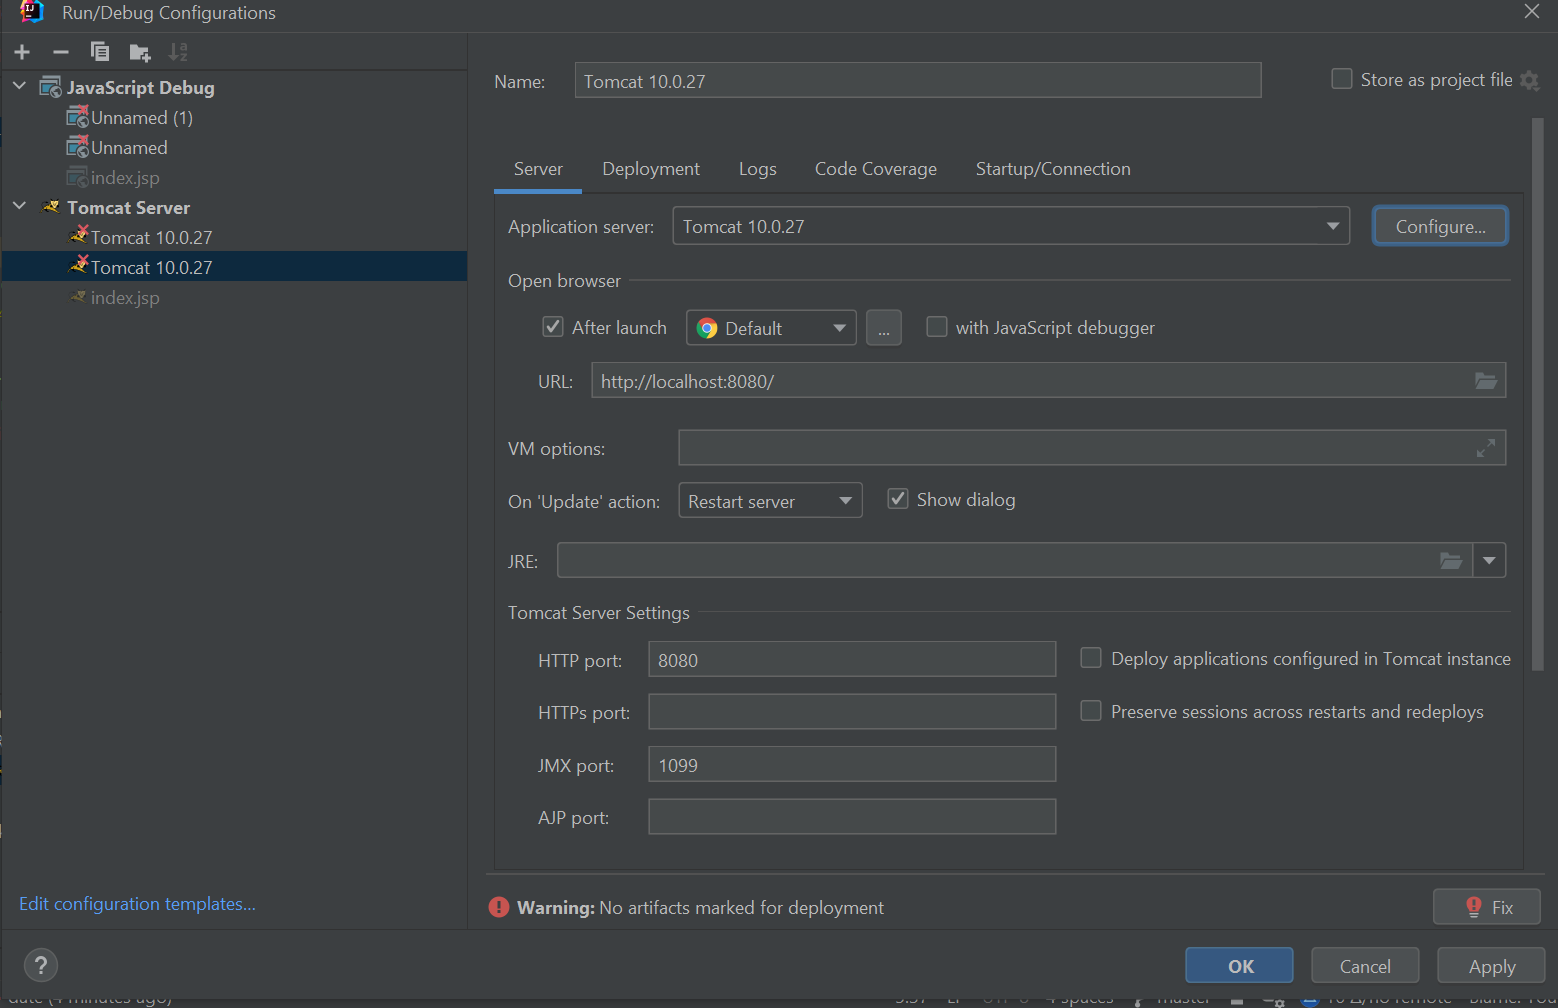 Run/Debug Configurations
JavaScript Debug
Unnamed (1)
Unnamed
index.jsp
Tomcat Server
Tomcat 10.0.27
Tomcat 10.0.27
index.jsp
Edit configuration templates...
Name: Tomcat 10.0.27
Store as project file
Server Deployment Logs Code Coverage Startup/Connection
Application server: Tomcat 10.0.27 Configure...
Open browser
After launch Default ... with JavaScript debugger
URL: http://localhost:8080/
VM options:
On 'Update' action: Restart server Show dialog
JRE:
Tomcat Server Settings
HTTP port: 8080 Deploy applications configured in Tomcat instance
HTTPs port: Preserve sessions across restarts and redeploys
JMX port: 1099
AJP port:
Warning: No artifacts marked for deployment Fix
? OK Cancel Apply